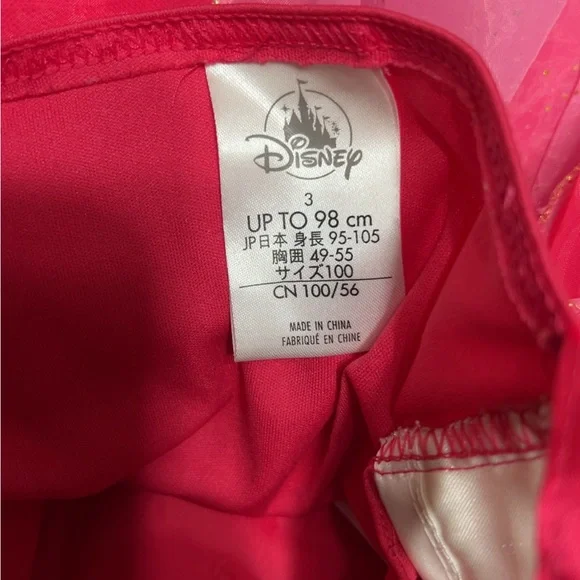 Disney
3
UP TO 98 cm
JP日本 身長 95-105
胸囲 49-55
サイズ100
CN 100/56
MADE IN CHINA
FABRIQUÉ EN CHINE